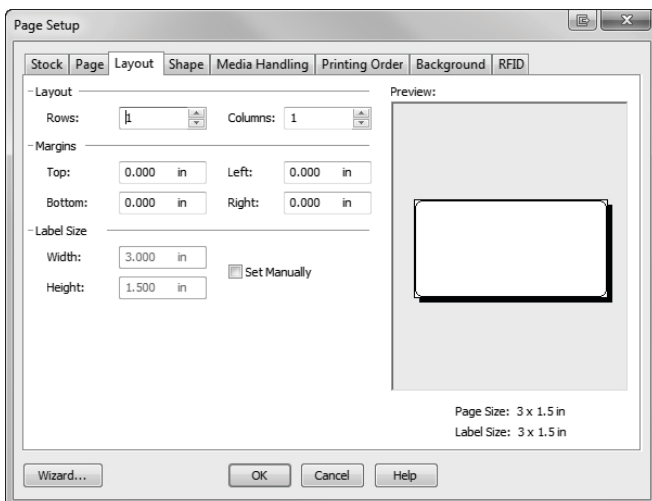 Page Setup
Stock Page Layout Shape Media Handling Printing Order Background RFID
Layout
Rows: 1 Columns: 1
Preview:
Margins
Top: 0.000 in Left: 0.000 in
Bottom: 0.000 in Right: 0.000 in
Label Size
Width: 3.000 in
Set Manually
Height: 1.500 in
Page Size: 3 x 1.5 in
Label Size: 3 x 1.5 in
Wizard... OK Cancel Help